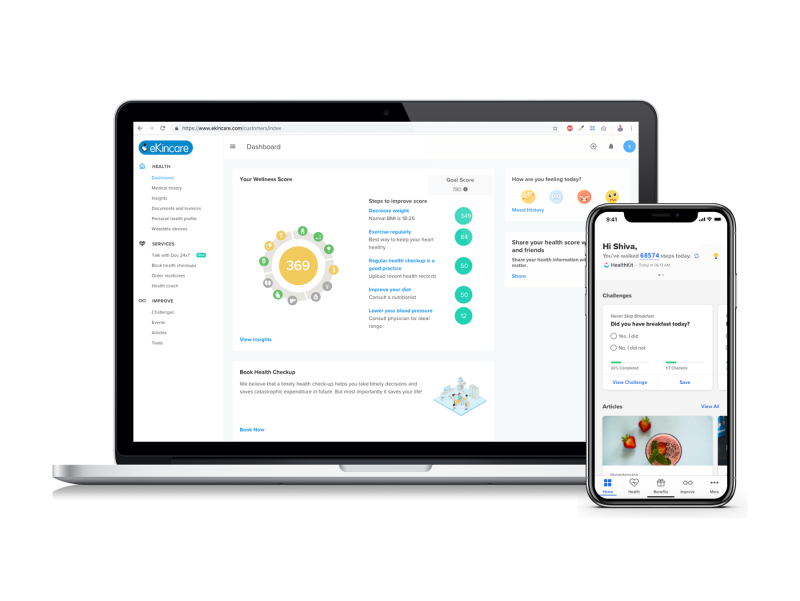 https://www.ekincare.com/customers/index
eKincare
Dashboard
HEALTH
Dashboard
Medical history
Insights
Documents and Invoices
Personal health profile
Wearable devices
SERVICES
Talk with Doc 24x7
Book health checkups
Order medicines
Health coach
IMPROVE
Challenges
Events
Articles
Tools
Your Wellness Score
Goal Score
780
369
Steps to improve score
Decrease weight
Normal BMI is 18-25
349
Exercise regularly
Best way to keep your heart
healthy
84
Regular health checkup is a
good practice
Upload recent health records
50
Improve your diet
Consult a nutritionist
50
Lower your blood pressure
Consult physician for ideal
range
12
View Insights
How are you feeling today?
Mood History
Share your health score w
and friends
Share your health information wi
matter.
Share
Book Health Checkup
We believe that a timely health check-up helps you take timely decisions and
saves catastrophic expenditure in future. But most importantly it saves your life!
Book Now
9:41
Hi Shiva,
You've walked 68574 steps today.
HealthKit - Today at 06:13 AM
Challenges
Never Skip Breakfast
Did you have breakfast today?
Yes, I did
No, I did not
20% Completed
1/7 Checkins
View Challenge
Save
Articles
View All
Home
Health
Benefits
Improve
More